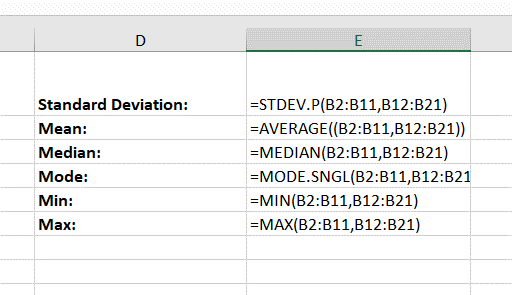 D E
Standard Deviation: =STDEV.P(B2:B11,B12:B21)
Mean: =AVERAGE((B2:B11,B12:B21))
Median: =MEDIAN(B2:B11,B12:B21)
Mode: =MODE.SNGL(B2:B11,B12:B21
Min: =MIN(B2:B11,B12:B21)
Max: =MAX(B2:B11,B12:B21)